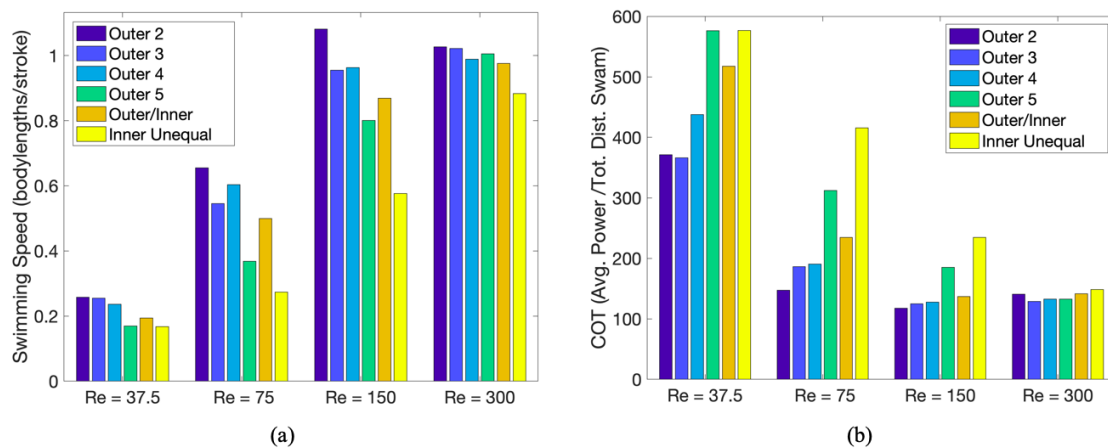 Swimming Speed (bodylengths/stroke)
1
0.8
0.6
0.4
0.2
0
Outer 2
Outer 3
Outer 4
Outer 5
Outer/Inner
Inner Unequal
Re = 37.5
Re = 75
Re = 150
Re = 300
(a)
COT (Avg. Power /Tot. Dist. Swam)
600
500
400
300
200
100
0
Outer 2
Outer 3
Outer 4
Outer 5
Outer/Inner
Inner Unequal
Re = 37.5
Re = 75
Re = 150
Re = 300
(b)